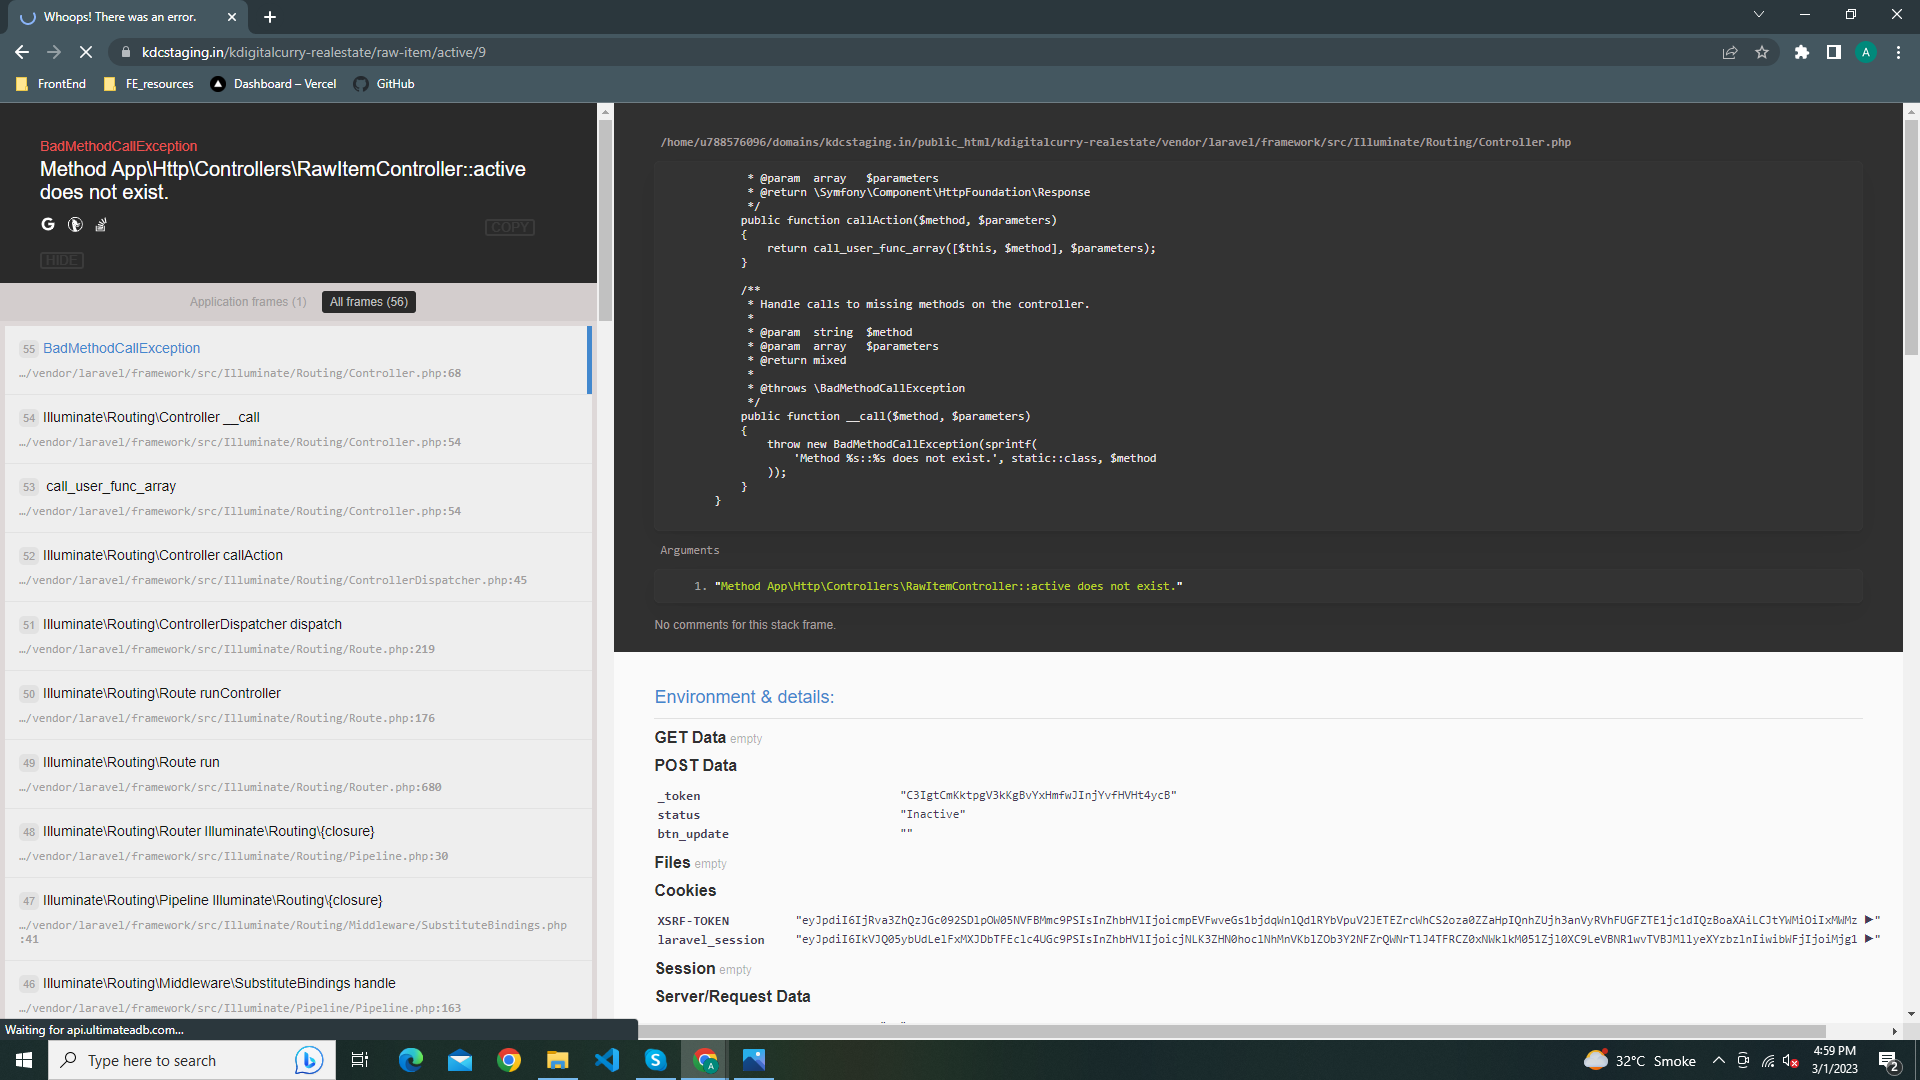 Whoops! There was an error.
kdcstaging.in/kdigitalcurry-realestate/raw-item/active/9
A
FrontEnd
FE_resources
Dashboard – Vercel
GitHub
BadMethodCallException
Method App\Http\Controllers\RawItemController::active
does not exist.
COPY
HIDE
Application frames (1)
All frames (56)
55 BadMethodCallException
…/vendor/laravel/framework/src/Illuminate/Routing/Controller.php:68
54 Illuminate\Routing\Controller __call
…/vendor/laravel/framework/src/Illuminate/Routing/Controller.php:54
53 call_user_func_array
…/vendor/laravel/framework/src/Illuminate/Routing/Controller.php:54
52 Illuminate\Routing\Controller callAction
…/vendor/laravel/framework/src/Illuminate/Routing/ControllerDispatcher.php:45
51 Illuminate\Routing\ControllerDispatcher dispatch
…/vendor/laravel/framework/src/Illuminate/Routing/Route.php:219
50 Illuminate\Routing\Route runController
…/vendor/laravel/framework/src/Illuminate/Routing/Route.php:176
49 Illuminate\Routing\Route run
…/vendor/laravel/framework/src/Illuminate/Routing/Router.php:680
48 Illuminate\Routing\Router Illuminate\Routing\{closure}
…/vendor/laravel/framework/src/Illuminate/Routing/Pipeline.php:30
47 Illuminate\Routing\Pipeline Illuminate\Routing\{closure}
…/vendor/laravel/framework/src/Illuminate/Routing/Middleware/SubstituteBindings.php
:41
46 Illuminate\Routing\Middleware\SubstituteBindings handle
…/vendor/laravel/framework/src/Illuminate/Pipeline/Pipeline.php:163
Waiting for api.ultimateadb.com...
/home/u788576096/domains/kdcstaging.in/public_html/kdigitalcurry-realestate/vendor/laravel/framework/src/Illuminate/Routing/Controller.php
* @param  array   $parameters
* @return \Symfony\Component\HttpFoundation\Response
*/
public function callAction($method, $parameters)
{
return call_user_func_array([$this, $method], $parameters);
}
/**
* Handle calls to missing methods on the controller.
*
* @param  string  $method
* @param  array   $parameters
* @return mixed
*
* @throws \BadMethodCallException
*/
public function __call($method, $parameters)
{
throw new BadMethodCallException(sprintf(
'Method %s::%s does not exist.', static::class, $method
));
}
}
Arguments
1. "Method App\Http\Controllers\RawItemController::active does not exist."
No comments for this stack frame.
Environment & details:
GET Data empty
POST Data
_token "C3IgtCmKktpgV3kKgBvYxHmfwJInjYvfHVHt4ycB"
status "Inactive"
btn_update ""
Files empty
Cookies
XSRF-TOKEN
laravel_session
Session empty
Server/Request Data
Type here to search
32°C Smoke
4:59 PM
3/1/2023
2